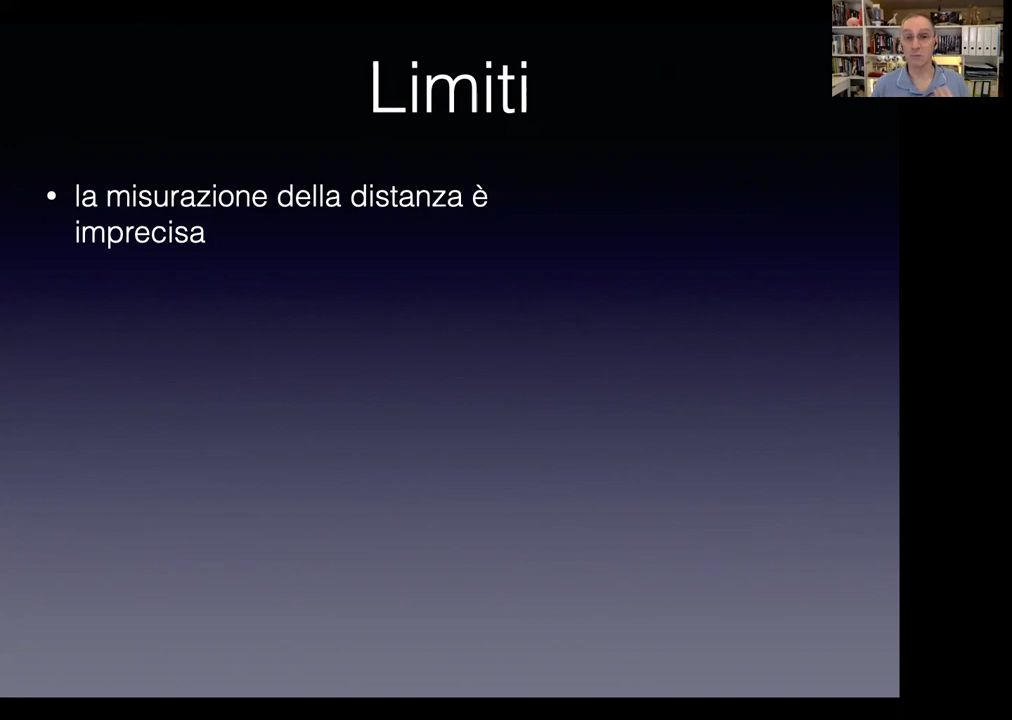 Limiti
• la misurazione della distanza è
imprecisa